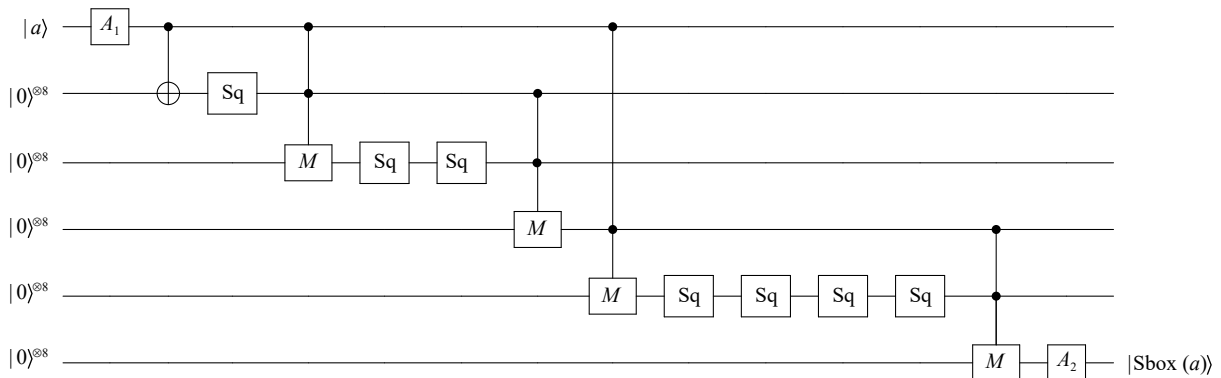 |a⟩ A₁
|0⟩⊗8 Sq
|0⟩⊗8 M Sq Sq
|0⟩⊗8 M
|0⟩⊗8 M Sq Sq Sq Sq
|0⟩⊗8 M A₂ |Sbox (a)⟩